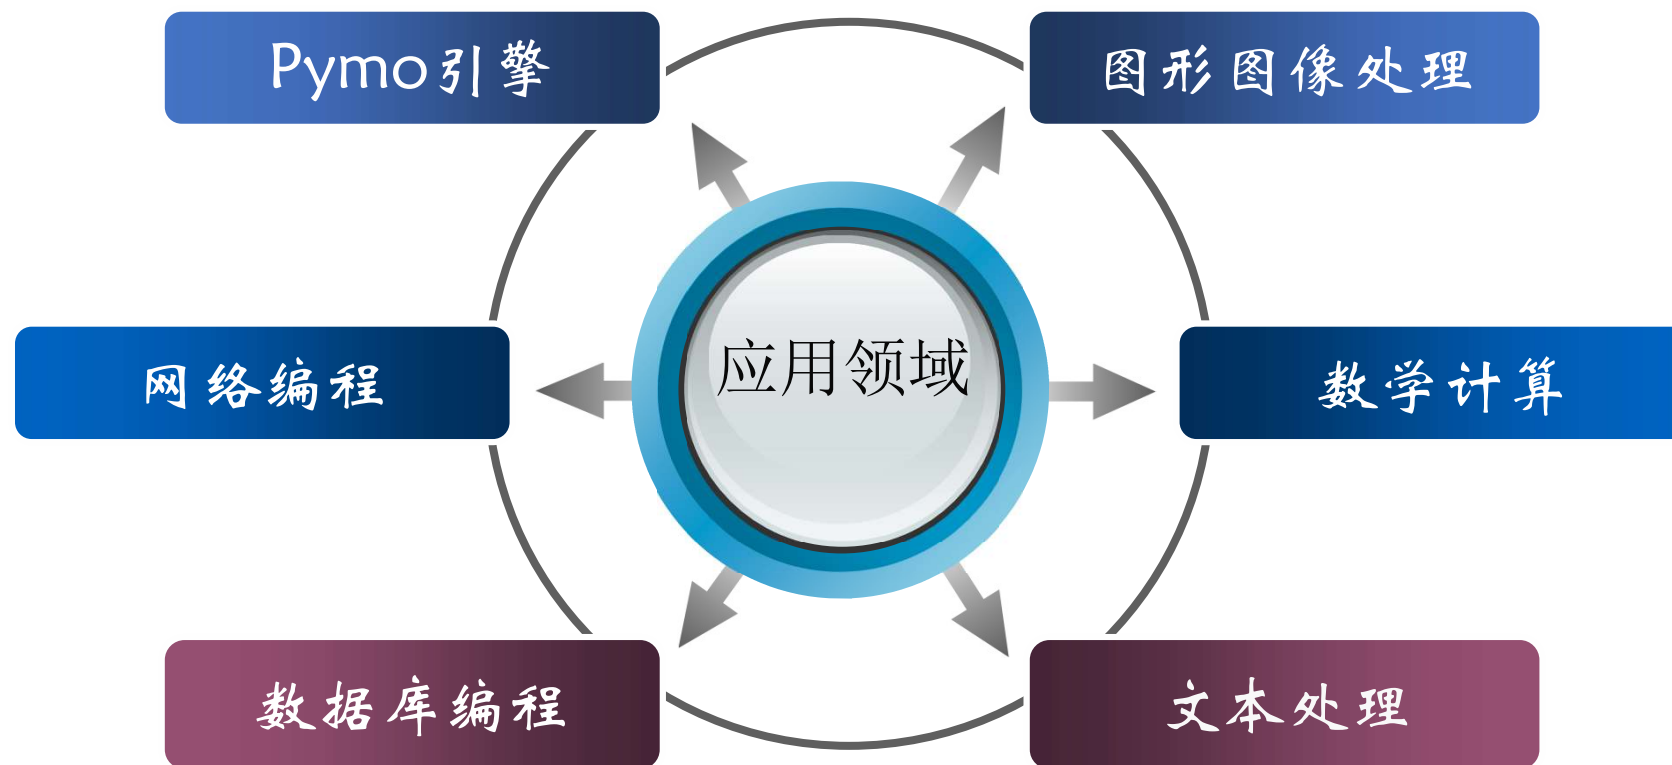 Pymo引擎
图形图像处理
网络编程
应用领域
数学计算
数据库编程
文本处理